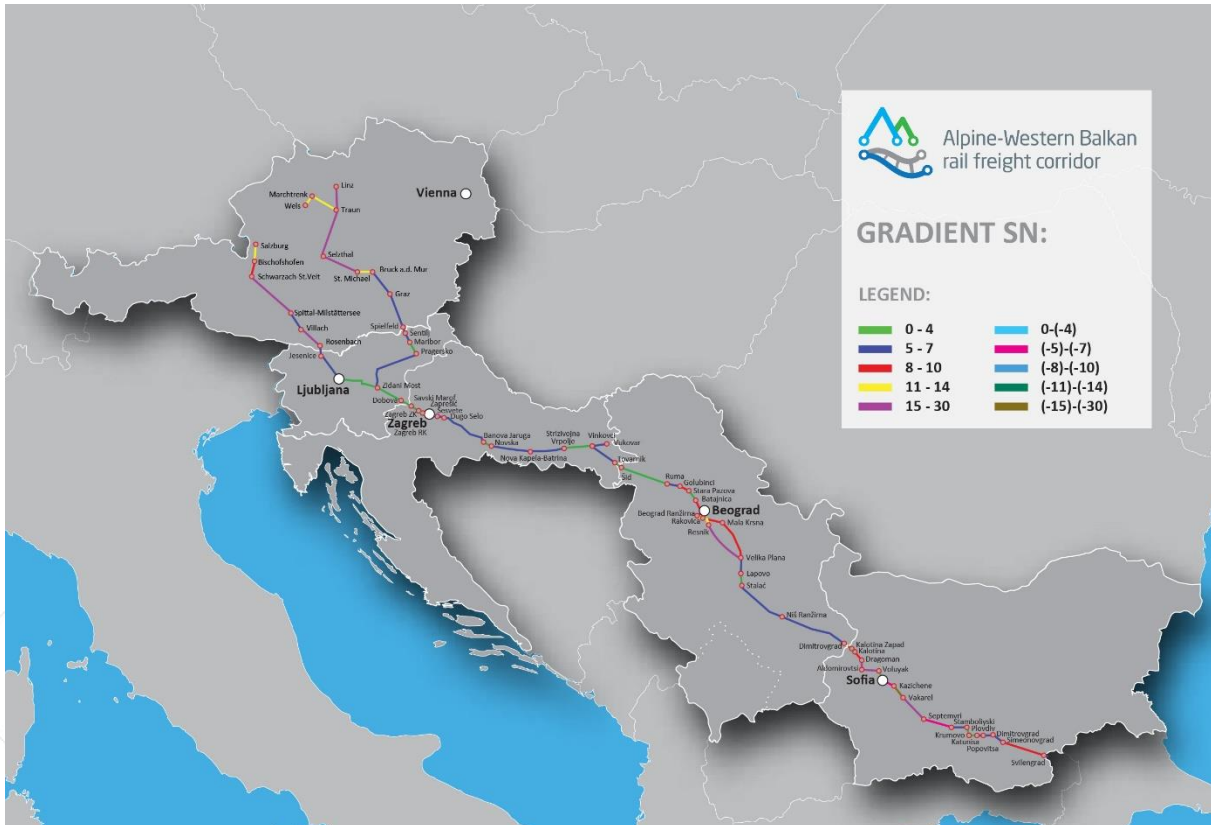 Alpine-Western Balkan
rail freight corridor
GRADIENT SN:
LEGEND:
0 - 4
0-(-4)
5 - 7
(-5)-(-7)
8 - 10
(-8)-(-10)
11 - 14
(-11)-(-14)
15 - 30
(-15)-(-30)
Linz
Marchtrenk
Wels
Traun
Vienna
Salzburg
Bischofshofen
Schwarzach St.Veit
Selzthal
St. Michael
Bruck a.d. Mur
Graz
Spittal-Milstättersee
Villach
Rosenbach
Jesenice
Spielfeld
Sentilj
Maribor
Pragersko
Ljubljana
Zidani Most
Dobova
Savski Marof
Zaprešić
Sesvete
Zagreb ZK
Zagreb
Zagreb RK
Dugo Selo
Banova Jaruga
Novska
Nova Kapela-Batrina
Strizivojna
Vrpolje
Vinkovci
Vukovar
Tovarnik
Sid
Ruma
Golubinci
Stara Pazova
Batajnica
Beograd
Beograd Ranžirna
Rakovica
Resnik
Mala Krsna
Velika Plana
Lapovo
Stalać
Niš Ranžirna
Dimitrovgrad
Kalotina Zapad
Kalotina
Dragoman
Aldomirovtsi
Voluyak
Sofia
Kazichene
Vakarel
Septemvri
Stamboliyski
Plovdiv
Krumovo
Katunisa
Popovitsa
Dimitrovgrad
Simeonovgrad
Svilengrad